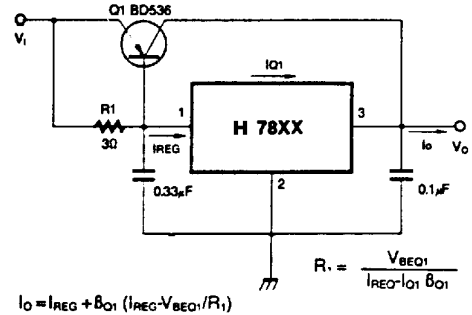 Q1 BD536
VI
IQ1
R1
3Ω
1
IREG
H 78XX
3
IO
VO
0.33µF
2
0.1µF
R1 = VBEQ1 / IREG-IQ1 βQ1
IO = IREG + βQ1 (IREG-VBEQ1/R1)